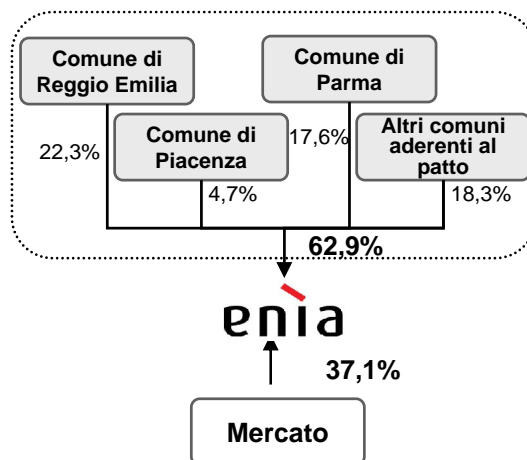 Comune di
Reggio Emilia
Comune di
Parma
22,3%
Comune di
Piacenza
17,6%
Altri comuni
aderenti al
patto
4,7%
18,3%
62,9%
enìa
37,1%
Mercato